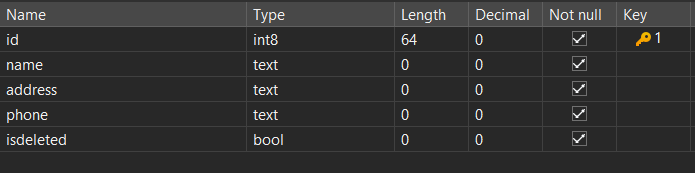 Name Type Length Decimal Not null Key
id int8 64 0 1
name text 0 0
address text 0 0
phone text 0 0
isdeleted bool 0 0